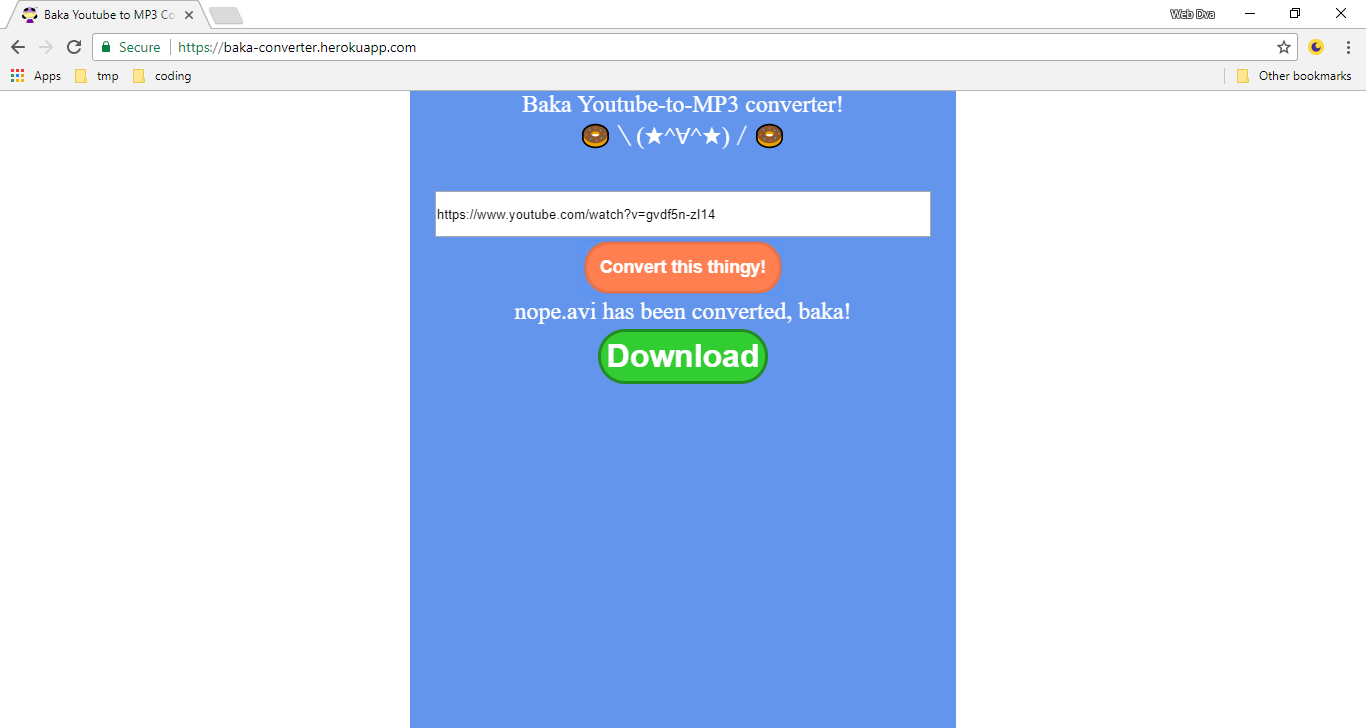 Baka Youtube to MP3 Co
Web Dva
Secure
https://baka-converter.herokuapp.com
Apps
tmp
coding
Other bookmarks
Baka Youtube-to-MP3 converter!
🍩 \ (★^∀^★) / 🍩
https://www.youtube.com/watch?v=gvdf5n-zI14
Convert this thingy!
nope.avi has been converted, baka!
Download